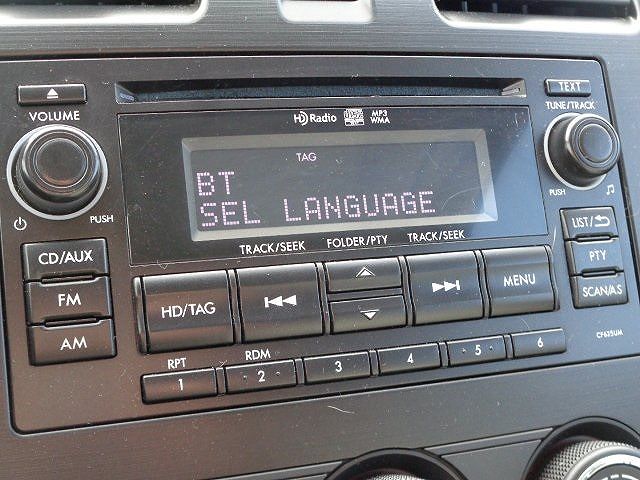 VOLUME
PUSH
HD Radio
MP3
WMA
TEXT
TUNE/TRACK
PUSH
TAG
BT
SEL LANGUAGE
TRACK/SEEK
FOLDER/PTY
TRACK/SEEK
CD/AUX
FM
AM
HD/TAG
MENU
LIST/
PTY
SCAN/AS
CF635UM
RPT
RDM
1
2
3
4
5
6